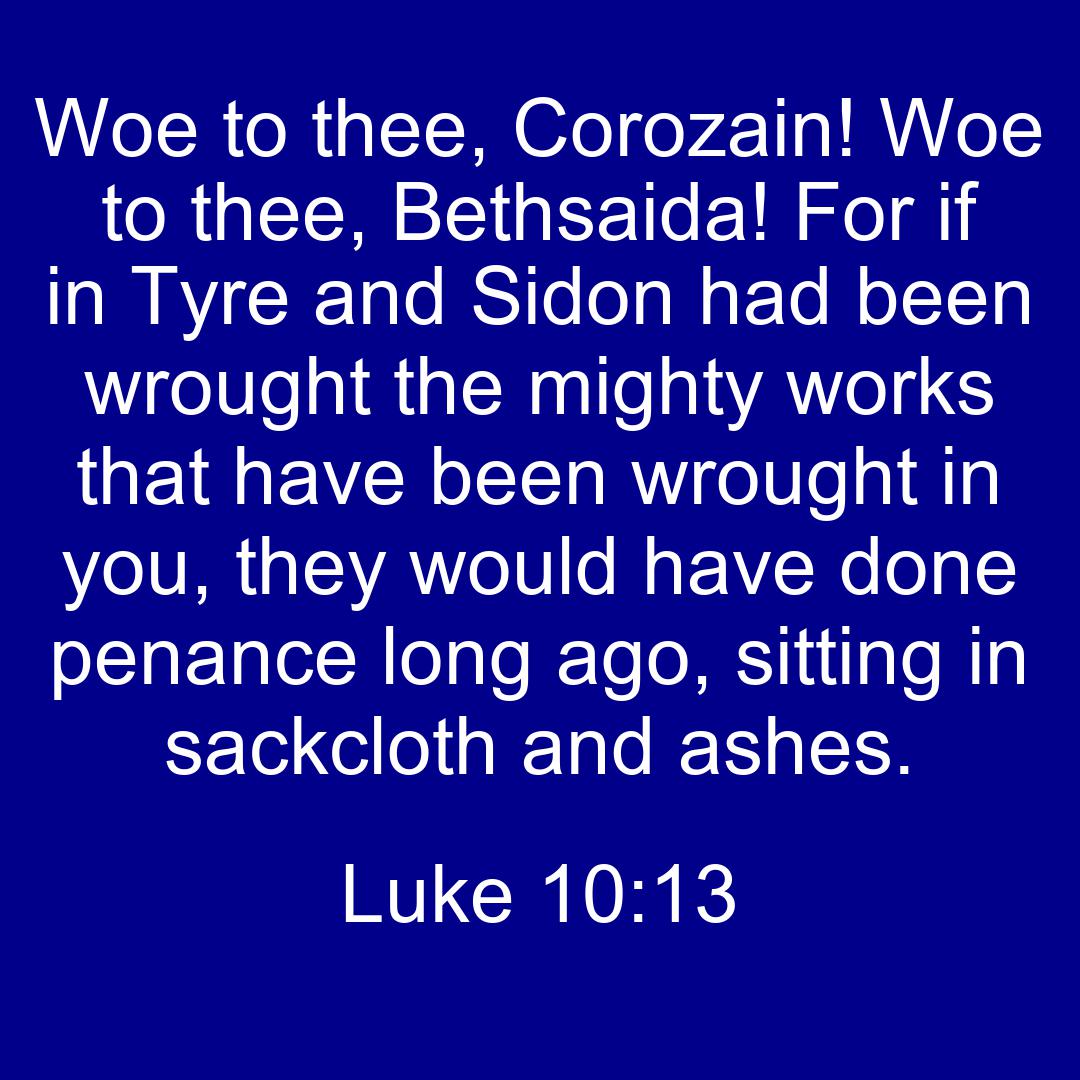 Woe to thee, Corozain! Woe
to thee, Bethsaida! For if
in Tyre and Sidon had been
wrought the mighty works
that have been wrought in
you, they would have done
penance long ago, sitting in
sackcloth and ashes.
Luke 10:13